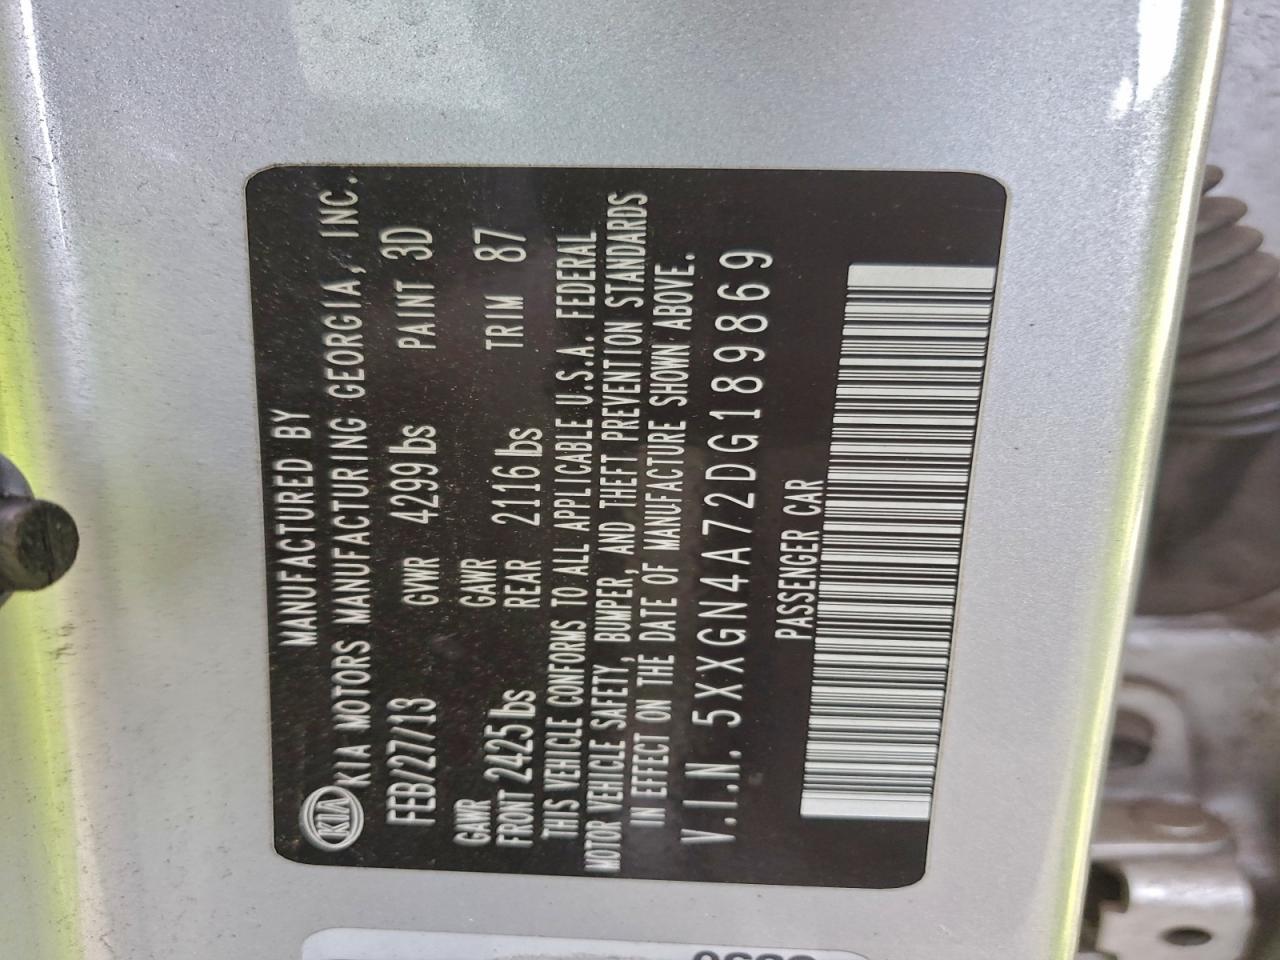 MANUFACTURED BY
KIA KIA MOTORS MANUFACTURING GEORGIA, INC.
FEB/27/13 GVWR 4299lbs PAINT 3D
GAWR GAWR
FRONT 2425lbs REAR 2116lbs TRIM 87
THIS VEHICLE CONFORMS TO ALL APPLICABLE U.S.A. FEDERAL
MOTOR VEHICLE SAFETY, BUMPER, AND THEFT PREVENTION STANDARDS
IN EFFECT ON THE DATE OF MANUFACTURE SHOWN ABOVE.
V.I.N. 5XXGN4A72DG189869
PASSENGER CAR